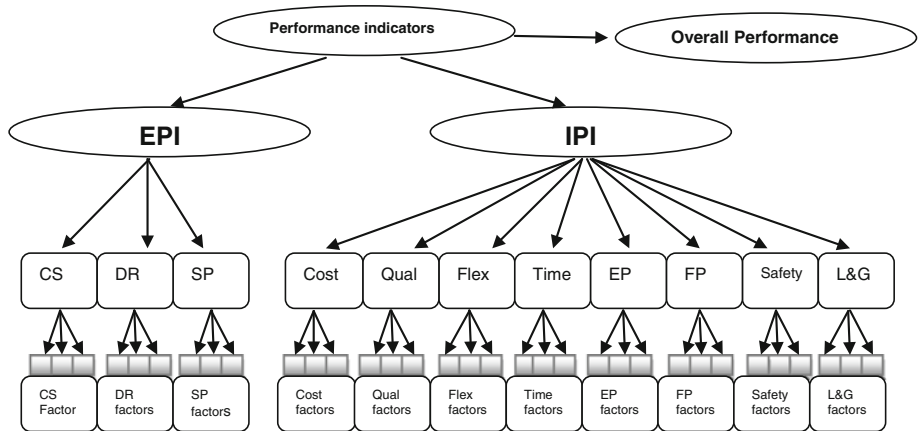 Performance indicators
Overall Performance
EPI
IPI
CS
DR
SP
Cost
Qual
Flex
Time
EP
FP
Safety
L&G
CS
Factor
DR
factors
SP
factors
Cost
factors
Qual
factors
Flex
factors
Time
factors
EP
factors
FP
factors
Safety
factors
L&G
factors